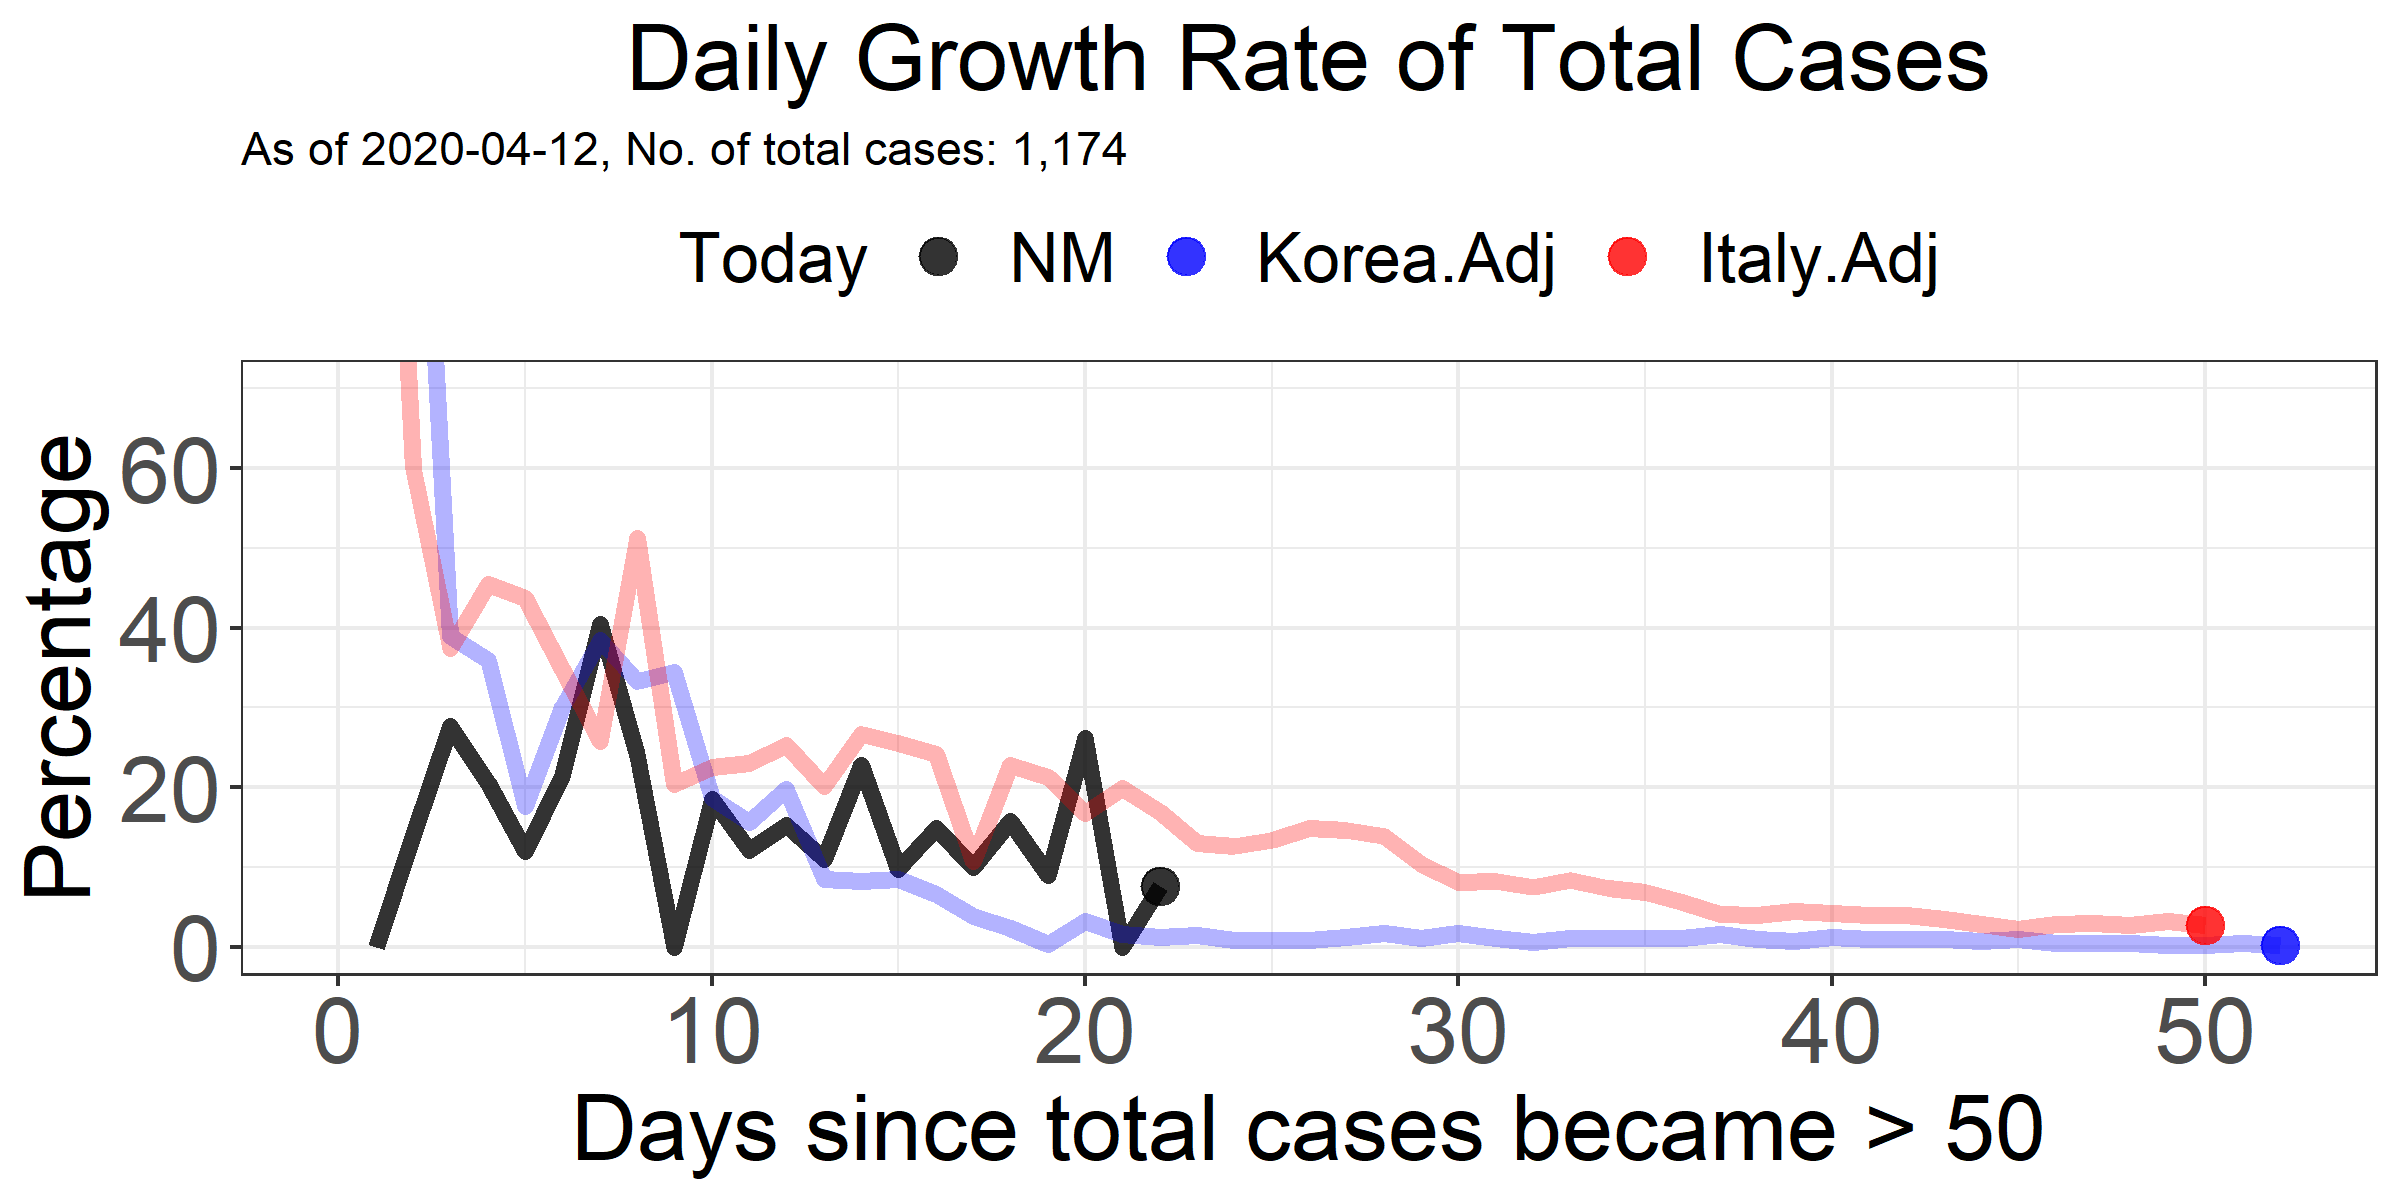 Daily Growth Rate of Total Cases
As of 2020-04-12, No. of total cases: 1,174
Today NM Korea.Adj Italy.Adj
Percentage
60
40
20
0
0 10 20 30 40 50
Days since total cases became > 50